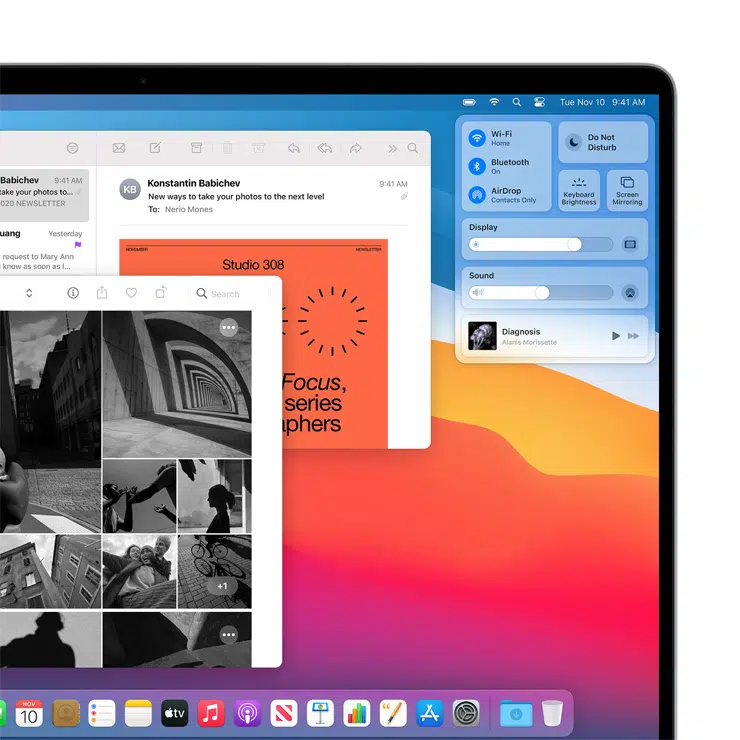 Tue Nov 10 9:41 AM
Wi-Fi
Home
Bluetooth
On
AirDrop
Contacts Only
Do Not
Disturb
Keyboard
Brightness
Screen
Mirroring
Display
Sound
Diagnosis
Alanis Morissette
Babichev 9:41 AM
take your photos to...
020 NEWSLETTER
uang Yesterday
request to Mary Ann
know as soon as I...
KB
Konstantin Babichev 9:41 AM
New ways to take your photos to the next level
To: Nerio Mones
NOVEMBER NEWSLETTER
Studio 308
Focus,
series
aphers
Search
+1
NOV
10
tv